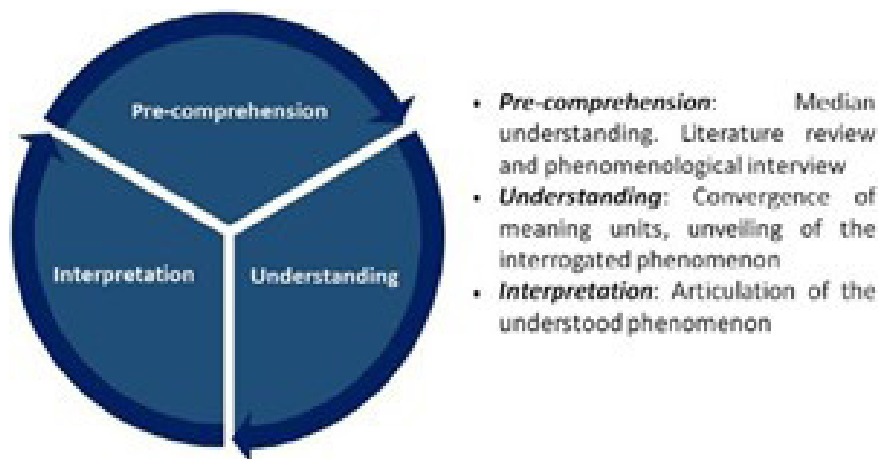 Pre-comprehension
Interpretation
Understanding
• Pre-comprehension: Median
understanding. Literature review
and phenomenological interview
• Understanding: Convergence of
meaning units, unveiling of the
interrogated phenomenon
• Interpretation: Articulation of the
understood phenomenon